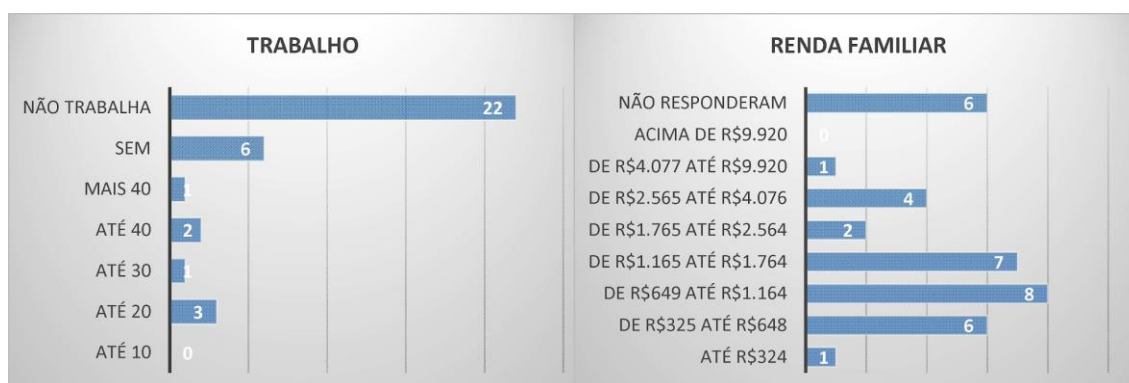 TRABALHO
NÃO TRABALHA 22
SEM 6
MAIS 40 1
ATÉ 40 2
ATÉ 30 1
ATÉ 20 3
ATÉ 10 0
RENDA FAMILIAR
NÃO RESPONDERAM 6
ACIMA DE R$9.920 0
DE R$4.077 ATÉ R$9.920 1
DE R$2.565 ATÉ R$4.076 4
DE R$1.765 ATÉ R$2.564 2
DE R$1.165 ATÉ R$1.764 7
DE R$649 ATÉ R$1.164 8
DE R$325 ATÉ R$648 6
ATÉ R$324 1